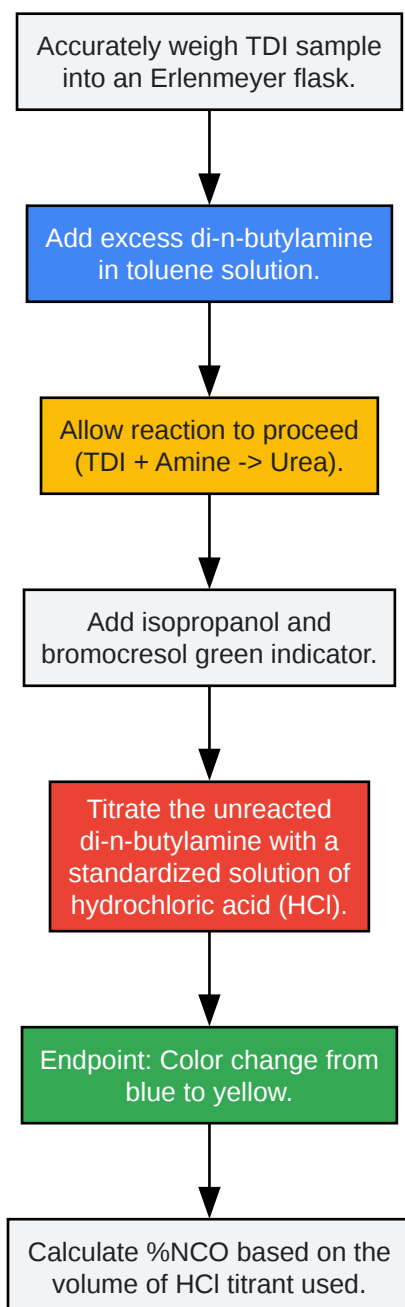 Accurately weigh TDI sample
into an Erlenmeyer flask.
Add excess di-n-butylamine
in toluene solution.
Allow reaction to proceed
(TDI + Amine -> Urea).
Add isopropanol and
bromocresol green indicator.
Titrate the unreacted
di-n-butylamine with a
standardized solution of
hydrochloric acid (HCl).
Endpoint: Color change from
blue to yellow.
Calculate %NCO based on the
volume of HCl titrant used.